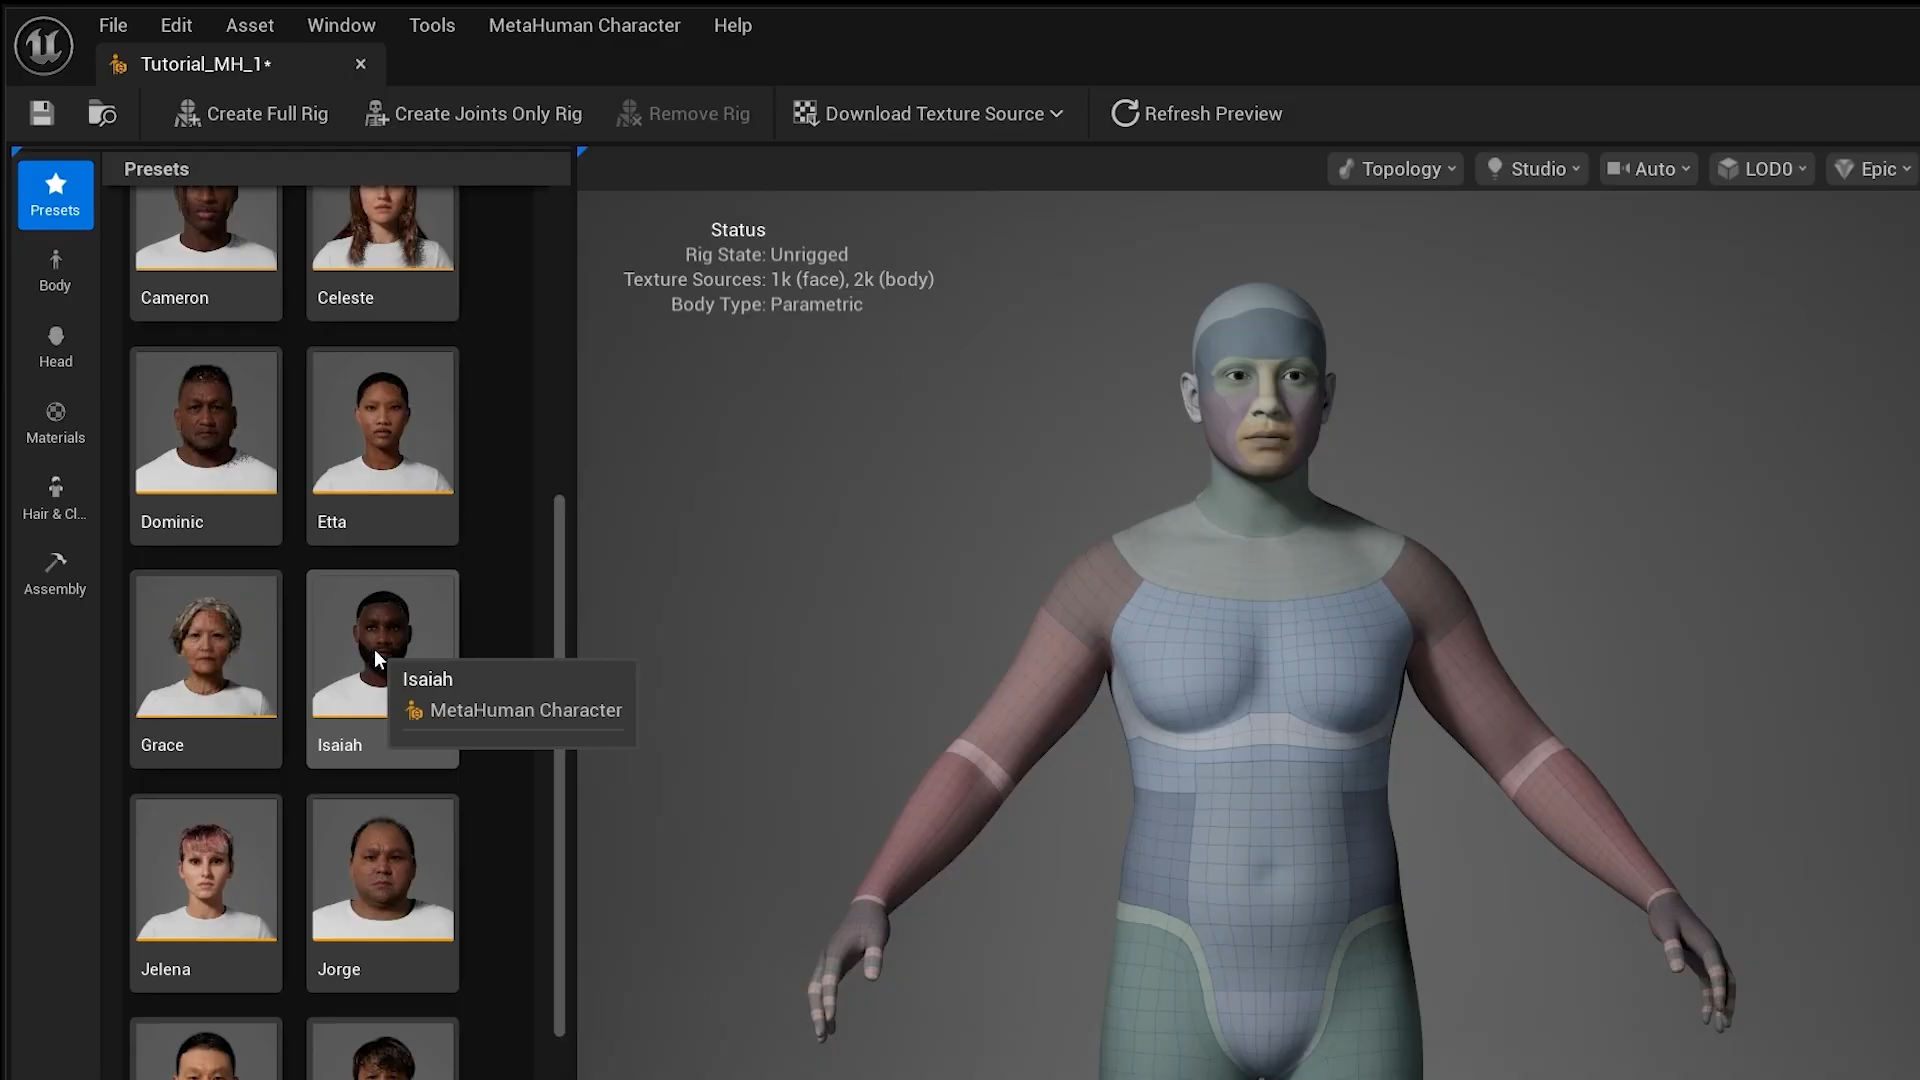 File Edit Asset Window Tools MetaHuman Character Help
Tutorial_MH_1*
Create Full Rig Create Joints Only Rig Remove Rig Download Texture Source Refresh Preview
Presets
Presets
Body
Head
Materials
Hair & Cl...
Assembly
Topology Studio Auto LOD0 Epic
Status
Rig State: Unrigged
Texture Sources: 1k (face), 2k (body)
Body Type: Parametric
Cameron Celeste
Dominic Etta
Grace Isaiah
Isaiah
MetaHuman Character
Jelena Jorge